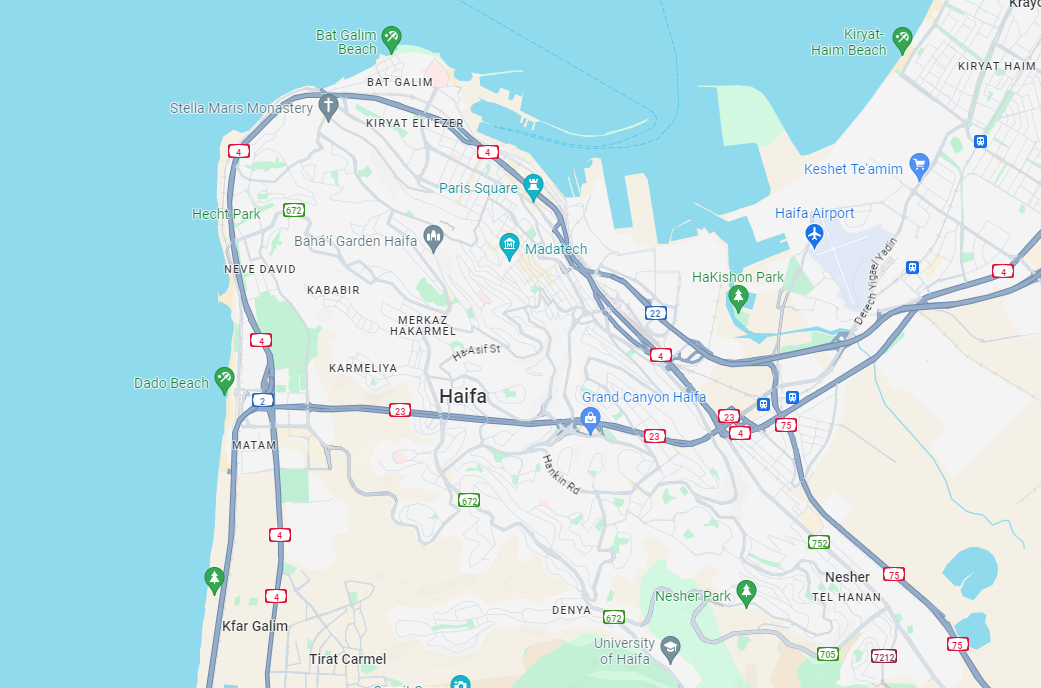 Krayo
Bat Galim
Beach
Kiryat-
Haim Beach
KIRYAT HAIM
BAT GALIM
Stella Maris Monastery
KIRYAT ELI'EZER
4
4
Keshet Te'amim
Paris Square
Hecht Park
672
Haifa Airport
Bahá'í Garden Haifa
Madatech
Derech Yigael Yadin
NEVE DAVID
4
HaKishon Park
KABABIR
22
MERKAZ
HAKARMEL
4
Ha-Asif St
4
KARMELIYA
Dado Beach
Haifa
Grand Canyon Haifa
2
23
23
75
4
23
MATAM
Hankin Rd
672
4
752
Nesher
75
4
Nesher Park
TEL HANAN
DENYA
672
Kfar Galim
University
of Haifa
75
705
7212
Tirat Carmel